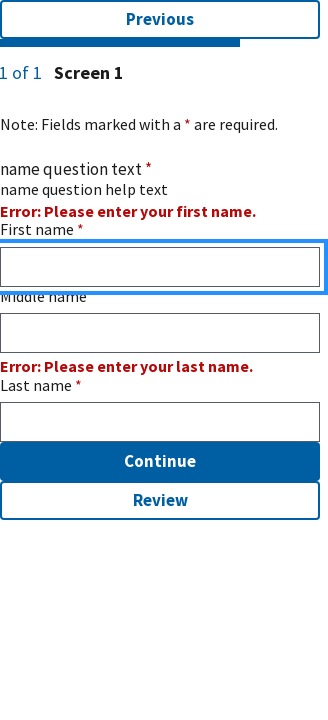 Previous
1 of 1 Screen 1
Note: Fields marked with a * are required.
name question text *
name question help text
Error: Please enter your first name.
First name *
Middle name
Error: Please enter your last name.
Last name *
Continue
Review